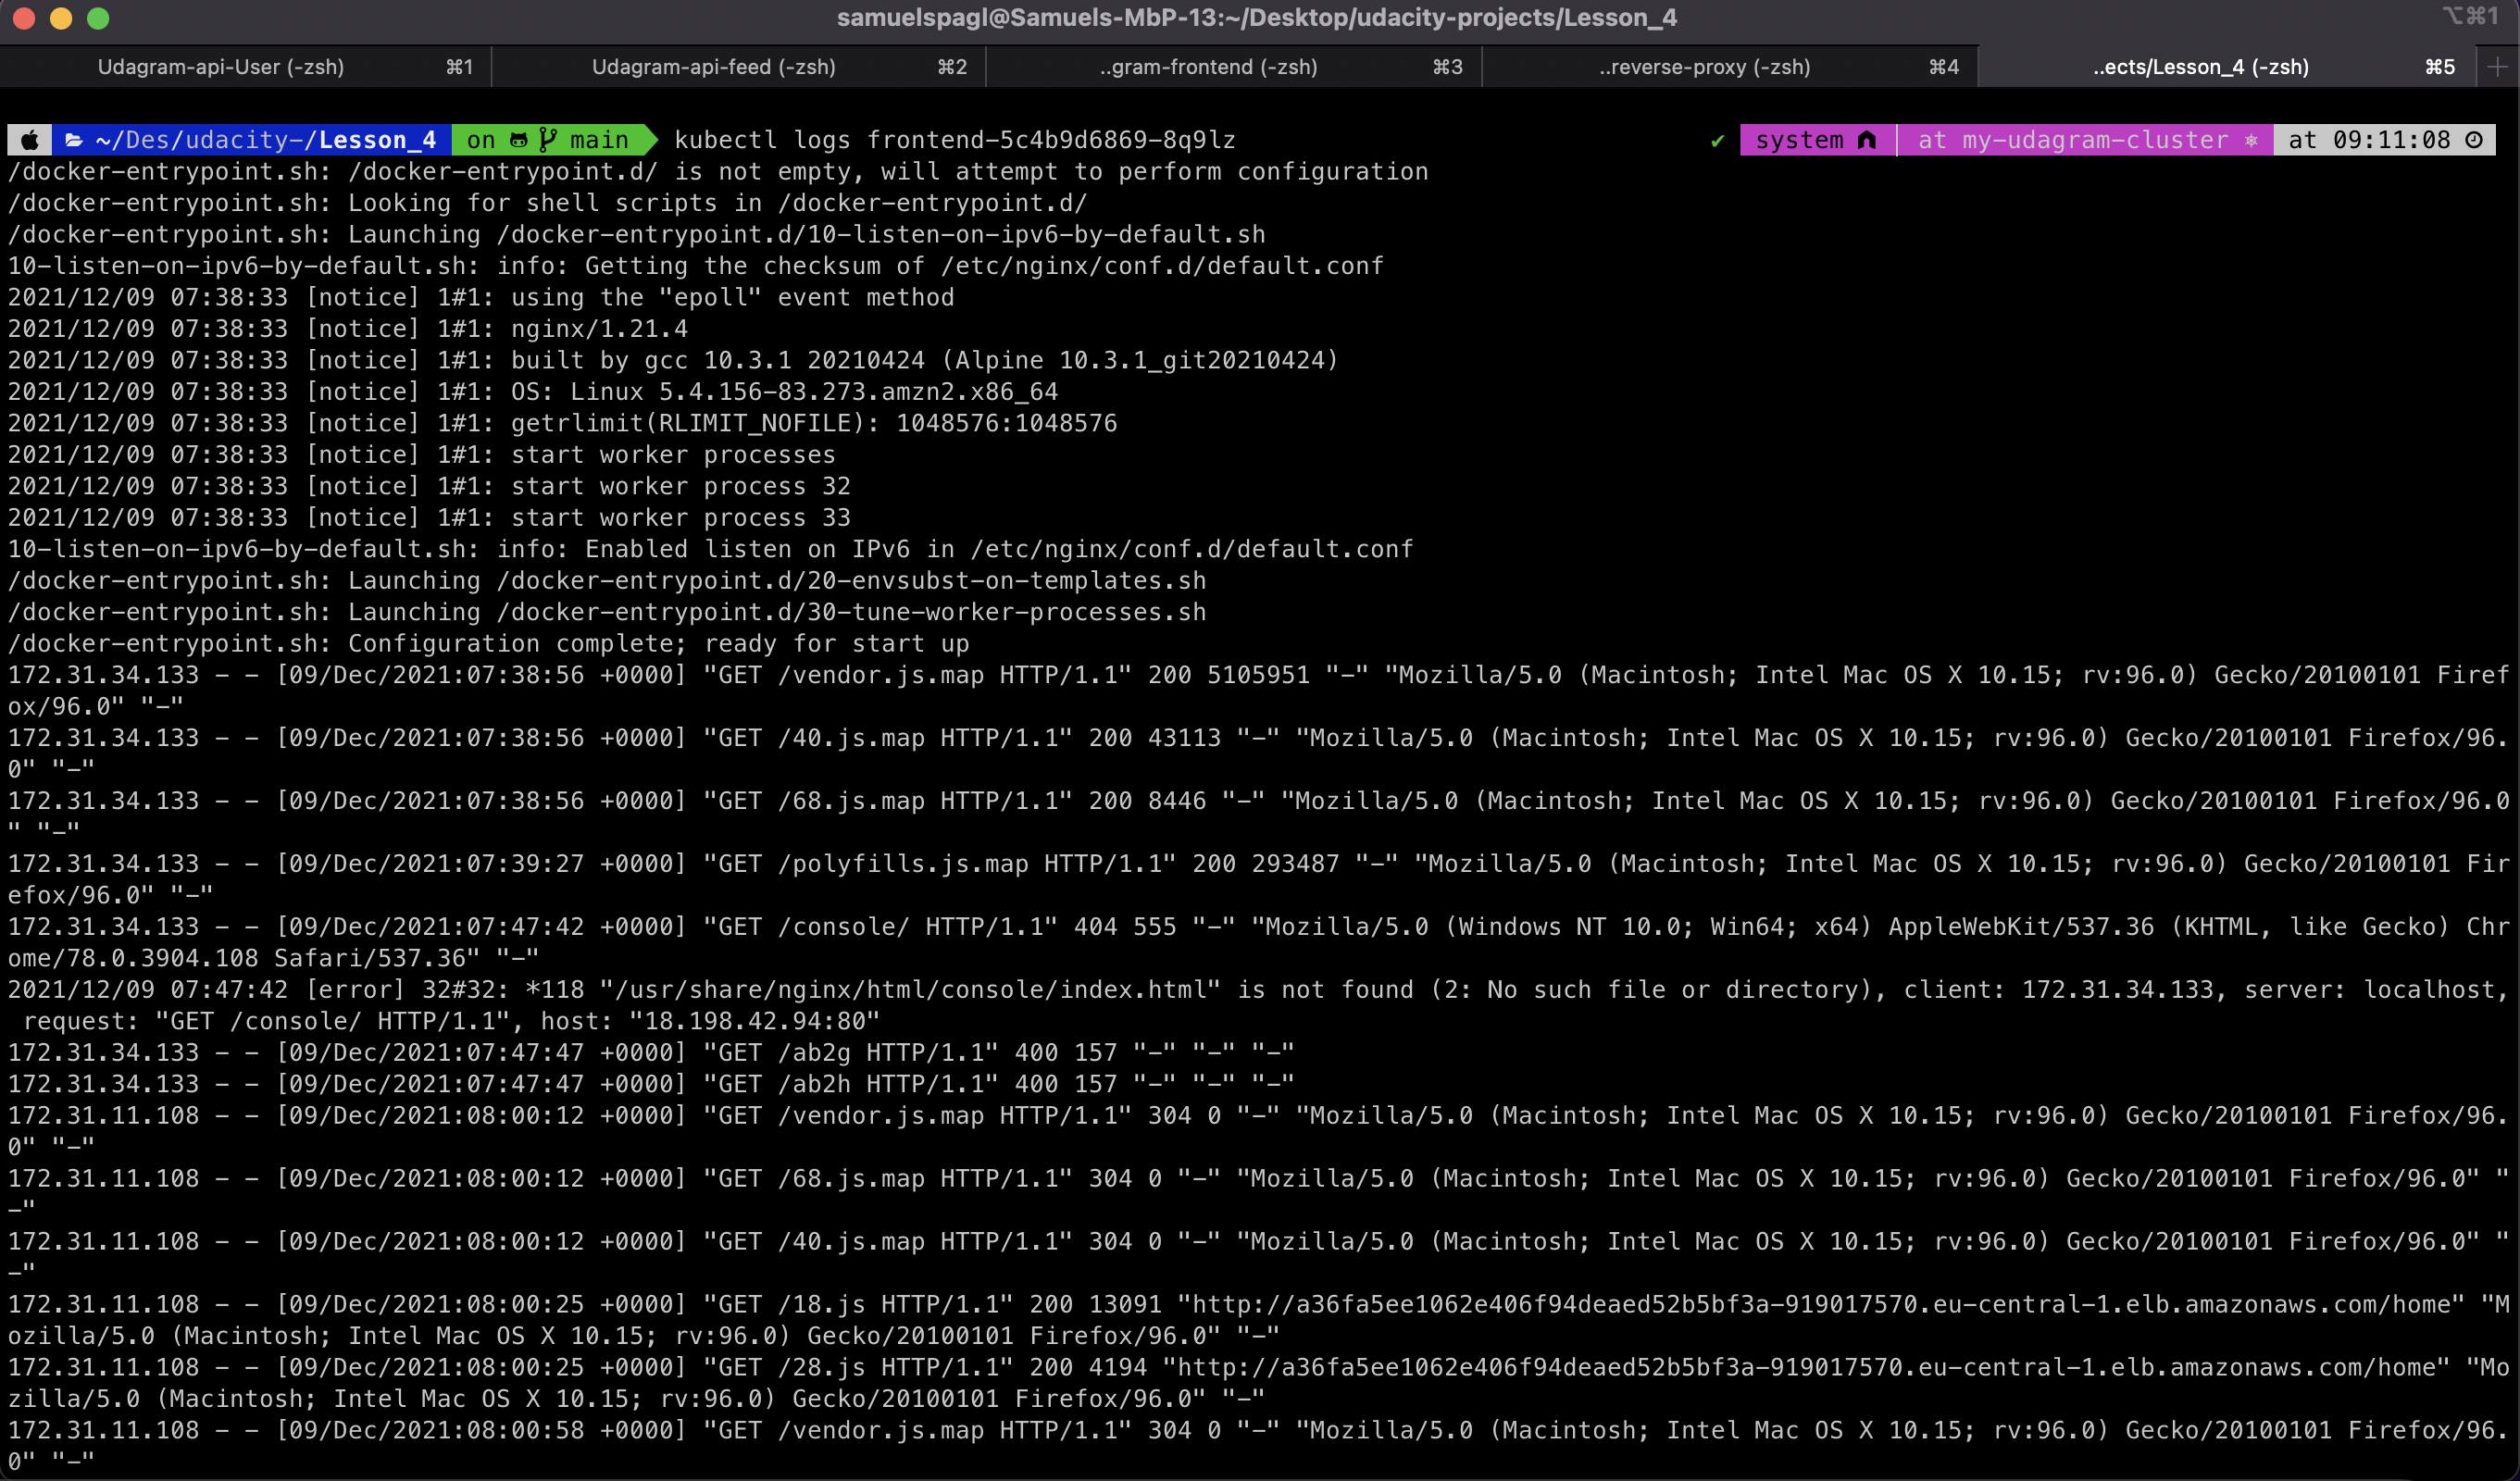 samuelspagl@Samuels-MbP-13:~/Desktop/udacity-projects/Lesson_4 ⌥⌘1
Udagram-api-User (-zsh) ⌘1 Udagram-api-feed (-zsh) ⌘2 ..gram-frontend (-zsh) ⌘3 ..reverse-proxy (-zsh) ⌘4 ..ects/Lesson_4 (-zsh) ⌘5
~/Des/udacity-/Lesson_4 on main kubectl logs frontend-5c4b9d6869-8q9lz ✔ system at my-udagram-cluster ⎈ at 09:11:08
/docker-entrypoint.sh: /docker-entrypoint.d/ is not empty, will attempt to perform configuration
/docker-entrypoint.sh: Looking for shell scripts in /docker-entrypoint.d/
/docker-entrypoint.sh: Launching /docker-entrypoint.d/10-listen-on-ipv6-by-default.sh
10-listen-on-ipv6-by-default.sh: info: Getting the checksum of /etc/nginx/conf.d/default.conf
2021/12/09 07:38:33 [notice] 1#1: using the "epoll" event method
2021/12/09 07:38:33 [notice] 1#1: nginx/1.21.4
2021/12/09 07:38:33 [notice] 1#1: built by gcc 10.3.1 20210424 (Alpine 10.3.1_git20210424)
2021/12/09 07:38:33 [notice] 1#1: OS: Linux 5.4.156-83.273.amzn2.x86_64
2021/12/09 07:38:33 [notice] 1#1: getrlimit(RLIMIT_NOFILE): 1048576:1048576
2021/12/09 07:38:33 [notice] 1#1: start worker processes
2021/12/09 07:38:33 [notice] 1#1: start worker process 32
2021/12/09 07:38:33 [notice] 1#1: start worker process 33
10-listen-on-ipv6-by-default.sh: info: Enabled listen on IPv6 in /etc/nginx/conf.d/default.conf
/docker-entrypoint.sh: Launching /docker-entrypoint.d/20-envsubst-on-templates.sh
/docker-entrypoint.sh: Launching /docker-entrypoint.d/30-tune-worker-processes.sh
/docker-entrypoint.sh: Configuration complete; ready for start up
172.31.34.133 - - [09/Dec/2021:07:38:56 +0000] "GET /vendor.js.map HTTP/1.1" 200 5105951 "-" "Mozilla/5.0 (Macintosh; Intel Mac OS X 10.15; rv:96.0) Gecko/20100101 Firef
ox/96.0" "-"
172.31.34.133 - - [09/Dec/2021:07:38:56 +0000] "GET /40.js.map HTTP/1.1" 200 43113 "-" "Mozilla/5.0 (Macintosh; Intel Mac OS X 10.15; rv:96.0) Gecko/20100101 Firefox/96.
0" "-"
172.31.34.133 - - [09/Dec/2021:07:38:56 +0000] "GET /68.js.map HTTP/1.1" 200 8446 "-" "Mozilla/5.0 (Macintosh; Intel Mac OS X 10.15; rv:96.0) Gecko/20100101 Firefox/96.0
" "-"
172.31.34.133 - - [09/Dec/2021:07:39:27 +0000] "GET /polyfills.js.map HTTP/1.1" 200 293487 "-" "Mozilla/5.0 (Macintosh; Intel Mac OS X 10.15; rv:96.0) Gecko/20100101 Fir
efox/96.0" "-"
172.31.34.133 - - [09/Dec/2021:07:47:42 +0000] "GET /console/ HTTP/1.1" 404 555 "-" "Mozilla/5.0 (Windows NT 10.0; Win64; x64) AppleWebKit/537.36 (KHTML, like Gecko) Chr
ome/78.0.3904.108 Safari/537.36" "-"
2021/12/09 07:47:42 [error] 32#32: *118 "/usr/share/nginx/html/console/index.html" is not found (2: No such file or directory), client: 172.31.34.133, server: localhost,
 request: "GET /console/ HTTP/1.1", host: "18.198.42.94:80"
172.31.34.133 - - [09/Dec/2021:07:47:47 +0000] "GET /ab2g HTTP/1.1" 400 157 "-" "-" "-"
172.31.34.133 - - [09/Dec/2021:07:47:47 +0000] "GET /ab2h HTTP/1.1" 400 157 "-" "-" "-"
172.31.11.108 - - [09/Dec/2021:08:00:12 +0000] "GET /vendor.js.map HTTP/1.1" 304 0 "-" "Mozilla/5.0 (Macintosh; Intel Mac OS X 10.15; rv:96.0) Gecko/20100101 Firefox/96.
0" "-"
172.31.11.108 - - [09/Dec/2021:08:00:12 +0000] "GET /68.js.map HTTP/1.1" 304 0 "-" "Mozilla/5.0 (Macintosh; Intel Mac OS X 10.15; rv:96.0) Gecko/20100101 Firefox/96.0" "
-"
172.31.11.108 - - [09/Dec/2021:08:00:12 +0000] "GET /40.js.map HTTP/1.1" 304 0 "-" "Mozilla/5.0 (Macintosh; Intel Mac OS X 10.15; rv:96.0) Gecko/20100101 Firefox/96.0" "
-"
172.31.11.108 - - [09/Dec/2021:08:00:25 +0000] "GET /18.js HTTP/1.1" 200 13091 "http://a36fa5ee1062e406f94deaed52b5bf3a-919017570.eu-central-1.elb.amazonaws.com/home" "M
ozilla/5.0 (Macintosh; Intel Mac OS X 10.15; rv:96.0) Gecko/20100101 Firefox/96.0" "-"
172.31.11.108 - - [09/Dec/2021:08:00:25 +0000] "GET /28.js HTTP/1.1" 200 4194 "http://a36fa5ee1062e406f94deaed52b5bf3a-919017570.eu-central-1.elb.amazonaws.com/home" "Mo
zilla/5.0 (Macintosh; Intel Mac OS X 10.15; rv:96.0) Gecko/20100101 Firefox/96.0" "-"
172.31.11.108 - - [09/Dec/2021:08:00:58 +0000] "GET /vendor.js.map HTTP/1.1" 304 0 "-" "Mozilla/5.0 (Macintosh; Intel Mac OS X 10.15; rv:96.0) Gecko/20100101 Firefox/96.
0" "-"